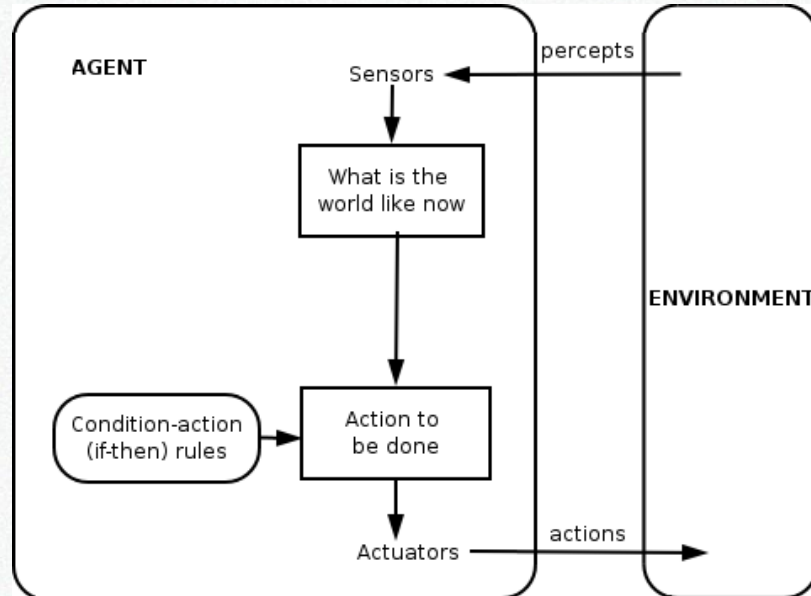 AGENT
percepts
Sensors
What is the
world like now
ENVIRONMENT
Condition-action
(if-then) rules
Action to
be done
actions
Actuators